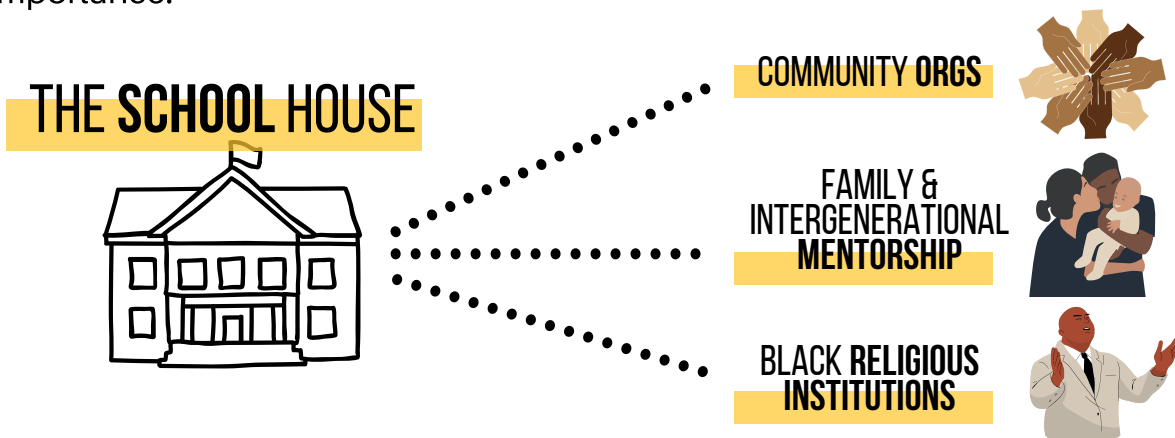 THE SCHOOL HOUSE
COMMUNITY ORGS
FAMILY &
INTERGENERATIONAL
MENTORSHIP
BLACK RELIGIOUS
INSTITUTIONS